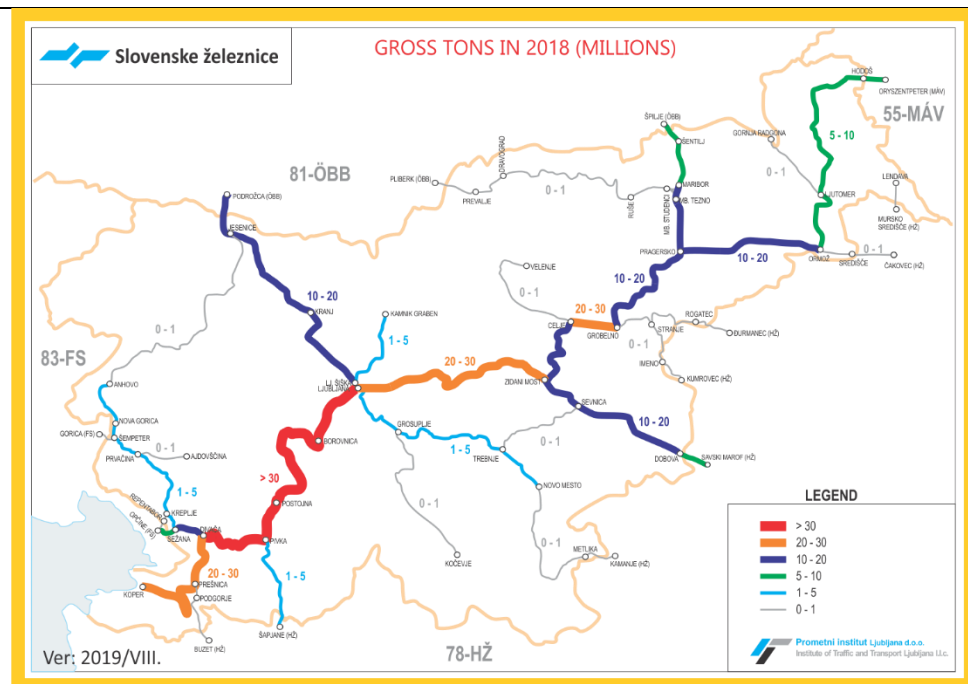 Slovenske železnice
GROSS TONS IN 2018 (MILLIONS)
HODOŠ
ORYSZENTPETER (MÁV)
55-MÁV
ŠPILJE (ÖBB)
ŠENTILJ
GORNJA RADGONA
5 - 10
0 - 1
81-ÖBB
PLIBERK (ÖBB)
PREVALJE
DRAVOGRAD
0 - 1
RUŠE
MB. STUDENCI
MARIBOR
MB. TEZNO
LJUTOMER
LENDAVA
MURSKO
SREDIŠČE (HŽ)
PODROŽCA (ÖBB)
JESENICE
PRAGERSKO
10 - 20
ORMOŽ
SREDIŠČE
0 - 1
ČAKOVEC (HŽ)
VELENJE
10 - 20
0 - 1
10 - 20
KRANJ
KAMNIK GRABEN
20 - 30
CELJE
GROBELNO
0 - 1
STRANJE
ROGATEC
ĐURMANEC (HŽ)
0 - 1
1 - 5
83-FS
IMENO
KUMROVEC (HŽ)
20 - 30
ZIDANI MOST
LJ. ŠIŠKA
LJUBLJANA
ANHOVO
SEVNICA
10 - 20
NOVA GORICA
GORICA (FS)
ŠEMPETER
GROSUPLJE
1 - 5
TREBNJE
0 - 1
DOBOVA
SAVSKI MAROF (HŽ)
BOROVNICA
0 - 1
PRVAČINA
AJDOVŠČINA
> 30
1 - 5
NOVO MESTO
POSTOJNA
0 - 1
REPENTABOR
KREPLJE
OPČINE (FS)
SEŽANA
DIVAČA
PIVKA
0 - 1
KOČEVJE
METLIKA
KAMANJE (HŽ)
20 - 30
1 - 5
KOPER
PREŠNICA
PODGORJE
ŠAPJANE (HŽ)
BUZET (HŽ)
78-HŽ
LEGEND
> 30
20 - 30
10 - 20
5 - 10
1 - 5
0 - 1
Prometni institut Ljubljana d.o.o.
Institute of Traffic and Transport Ljubljana l.l.c.
Ver: 2019/VIII.